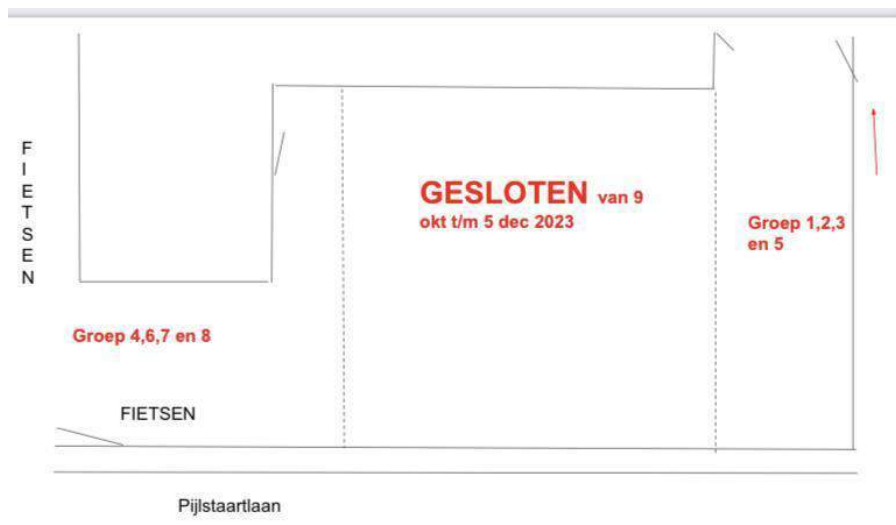 FIETSEN
GESLOTEN van 9
okt t/m 5 dec 2023
Groep 1,2,3
en 5
Groep 4,6,7 en 8
FIETSEN
Pijlstaartlaan